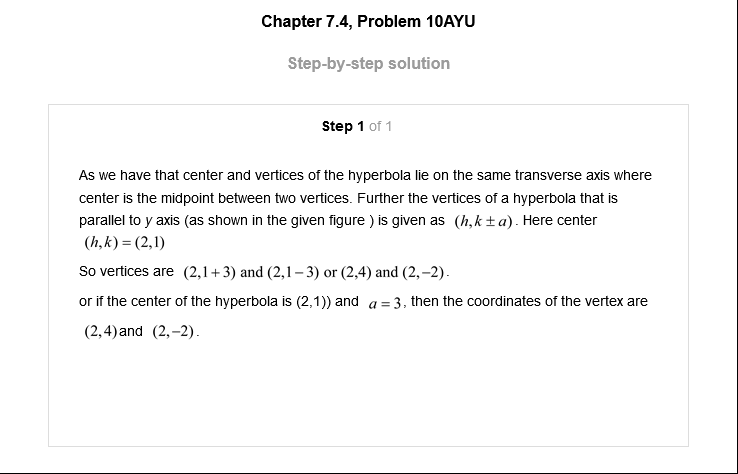 Chapter 7.4, Problem 10AYU
Step-by-step solution
Step 1 of 1
As we have that center and vertices of the hyperbola lie on the same transverse axis where
center is the midpoint between two vertices. Further the vertices of a hyperbola that is
parallel to y axis (as shown in the given figure ) is given as (h,k ± a). Here center
(h,k) = (2,1)
So vertices are (2,1+3) and (2,1−3) or (2,4) and (2,−2).
or if the center of the hyperbola is (2,1)) and a = 3, then the coordinates of the vertex are
(2,4) and (2,−2).